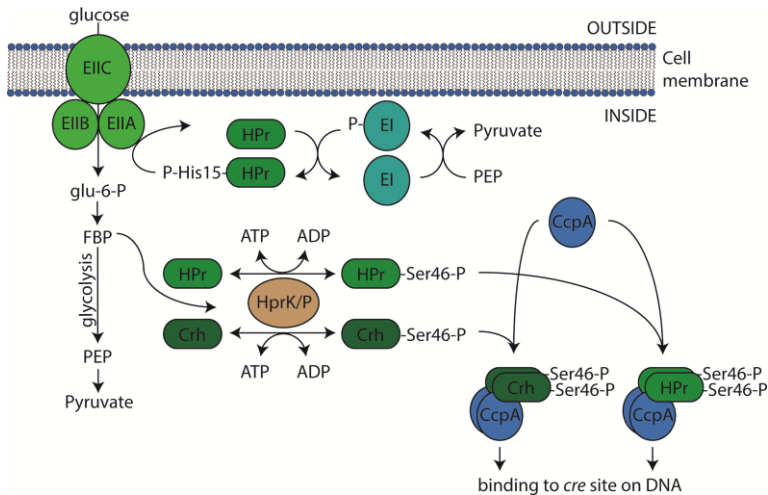 glucose
OUTSIDE
EIIC
Cell
membrane
EIIB
EIIA
INSIDE
HPr
P-
EI
Pyruvate
P-His15-
HPr
EI
PEP
glu-6-P
FBP
ATP
ADP
CcpA
glycolysis
HPr
HPr
-Ser46-P
HprK/P
Crh
Crh
-Ser46-P
PEP
ATP
ADP
Pyruvate
-Ser46-P
Crh
-Ser46-P
CcpA
-Ser46-P
HPr
-Ser46-P
CcpA
binding to cre site on DNA